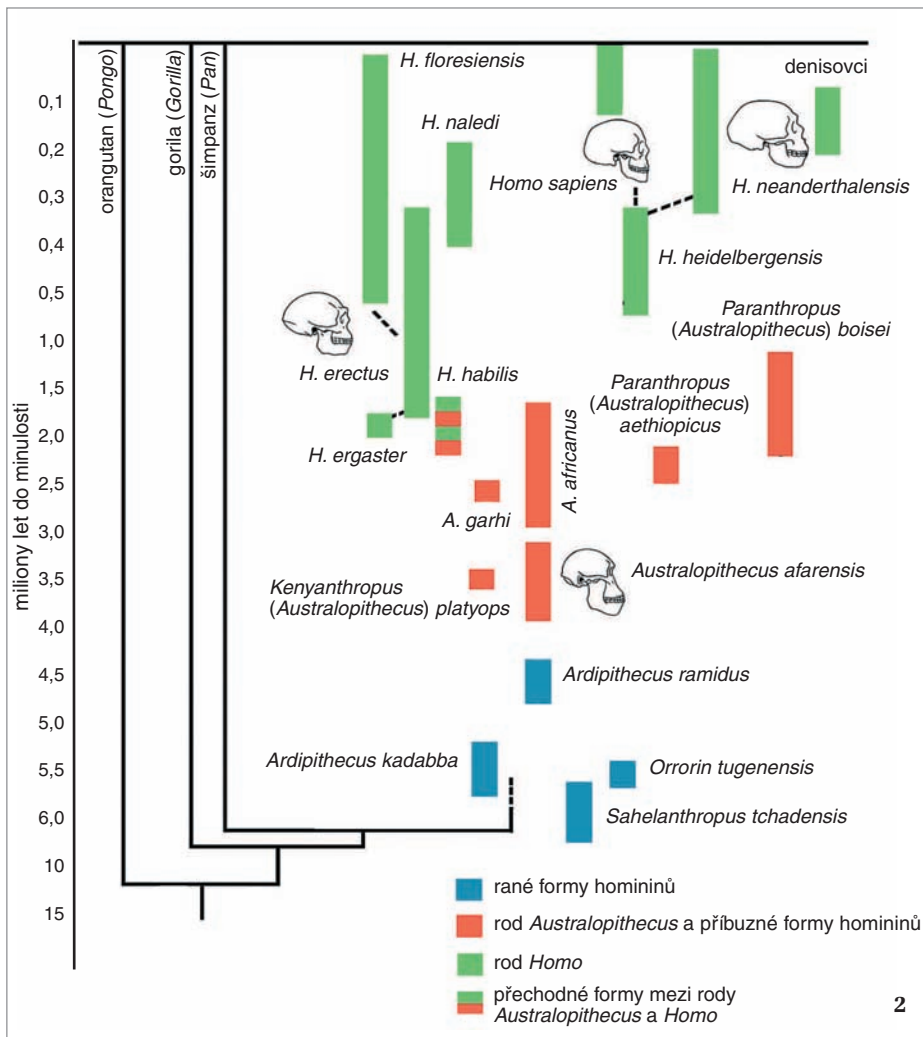 orangutan (Pongo)
gorila (Gorilla)
šimpanz (Pan)
H. floresiensis
denisovci
0,1
H. naledi
0,2
Homo sapiens
H. neanderthalensis
0,3
0,4
H. heidelbergensis
0,5
Paranthropus
(Australopithecus) boisei
1,0
H. erectus
H. habilis
1,5
Paranthropus
(Australopithecus)
aethiopicus
2,0
H. ergaster
A. africanus
2,5
A. garhi
3,0
miliony let do minulosti
3,5
Kenyanthropus
(Australopithecus) platyops
Australopithecus afarensis
4,0
4,5
Ardipithecus ramidus
5,0
Ardipithecus kadabba
5,5
Orrorin tugenensis
6,0
Sahelanthropus tchadensis
10
15
rané formy homininů
rod Australopithecus a příbuzné formy homininů
rod Homo
přechodné formy mezi rody
Australopithecus a Homo
2